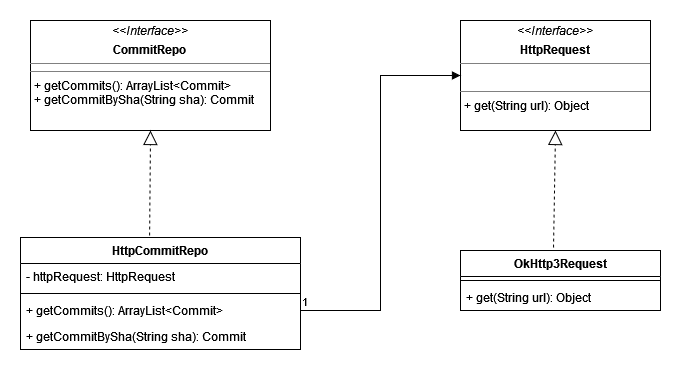 <<Interface>>
CommitRepo
+ getCommits(): ArrayList<Commit>
+ getCommitBySha(String sha): Commit
<<Interface>>
HttpRequest
+ get(String url): Object
HttpCommitRepo
- httpRequest: HttpRequest
+ getCommits(): ArrayList<Commit>
+ getCommitBySha(String sha): Commit
1
OkHttp3Request
+ get(String url): Object